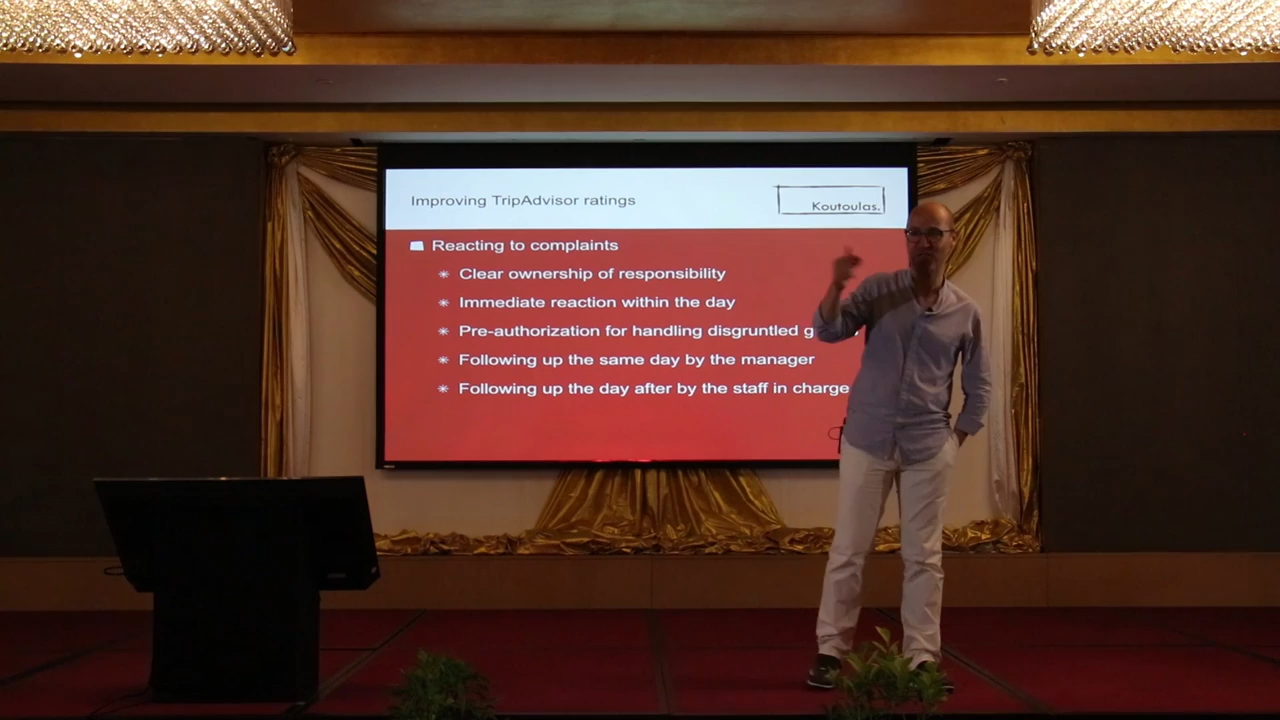 Improving TripAdvisor ratings
Koutoulas.
Reacting to complaints
Clear ownership of responsibility
Immediate reaction within the day
Pre-authorization for handling disgruntled
Following up the same day by the manager
Following up the day after by the staff in charge